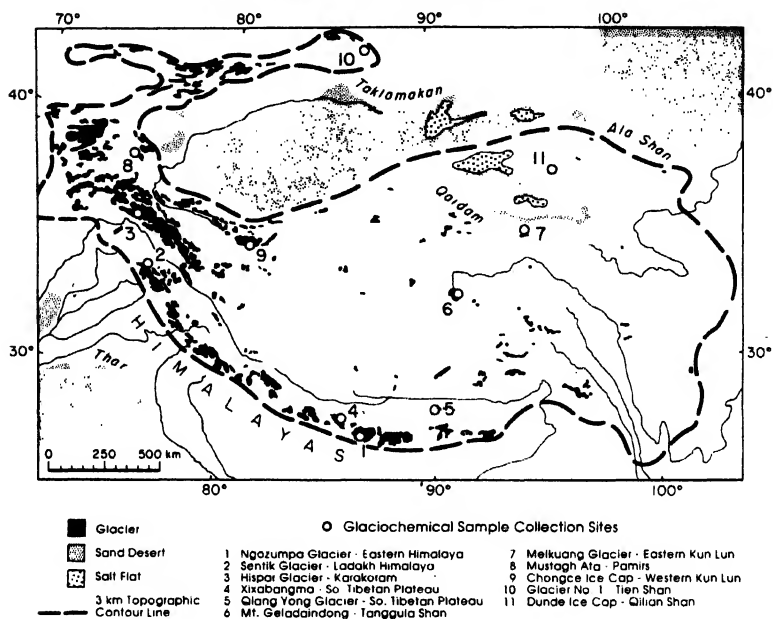 70°
80°
90°
100°
10
Taklamakan
40°
40°
Ala Shan
8
11
Qaidam
3
9
7
2
6
30°
30°
Thar
HIMALAYAS
4
5
1
0 250 500 km
80°
90°
100°
Glacier
Sand Desert
Salt Flat
3 km Topographic
Contour Line
Glaciochemical Sample Collection Sites
1 Ngozumpa Glacier - Eastern Himalaya
2 Sentik Glacier - Ladakh Himalaya
3 Hispar Glacier - Karakoram
4 Xixabangma - So. Tibetan Plateau
5 Qiang Yong Glacier - So. Tibetan Plateau
6 Mt. Geladaindong - Tanggula Shan
7 Meikuang Glacier - Eastern Kun Lun
8 Mustagh Ata - Pamirs
9 Chongce Ice Cap - Western Kun Lun
10 Glacier No 1 Tien Shan
11 Dunde Ice Cap - Qilian Shan